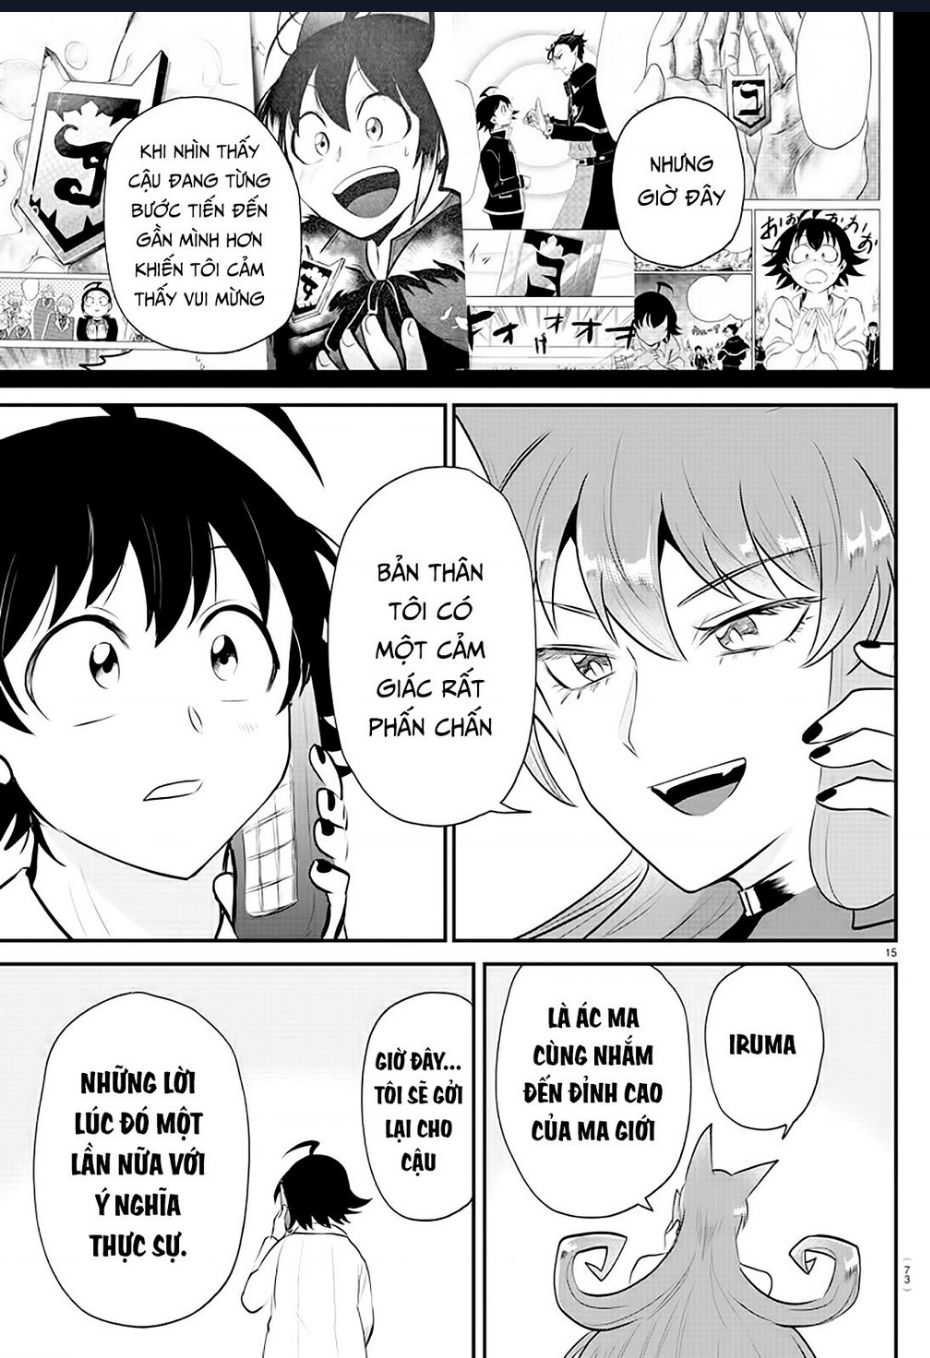 NHƯNG
GIỜ ĐÂY
KHI NHÌN THẤY
CẬU ĐANG TỪNG
BƯỚC TIẾN ĐẾN
GẦN MÌNH HƠN
KHIẾN TÔI CẢM
THẤY VUI MỪNG
BẢN THÂN
TÔI CÓ
MỘT CẢM
GIÁC RẤT
PHẤN CHẤN
15
IRUMA
LÀ ÁC MA
CÙNG NHẮM
ĐẾN ĐỈNH CAO
CỦA MA GIỚI
GIỜ ĐÂY...
TÔI SẼ GỞI
LẠI CHO
CẬU
NHỮNG LỜI
LÚC ĐÓ MỘT
LẦN NỮA VỚI
Ý NGHĨA
THỰC SỰ.
(73)